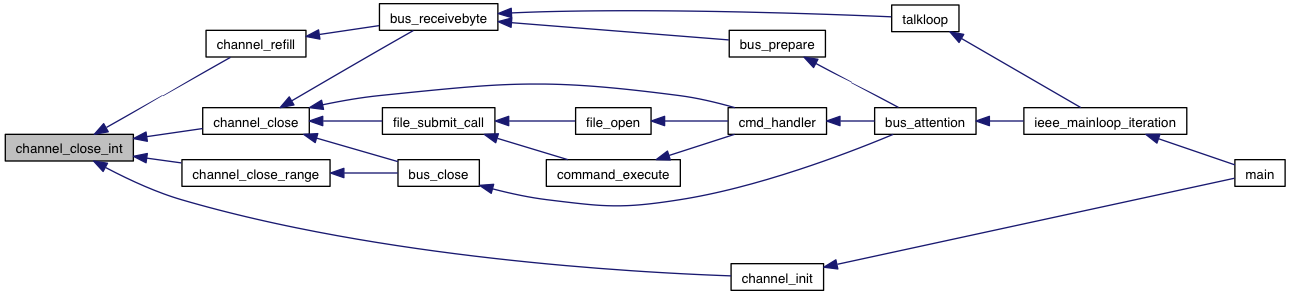 bus_receivebyte
talkloop
channel_refill
bus_prepare
channel_close
file_submit_call
file_open
cmd_handler
bus_attention
ieee_mainloop_iteration
channel_close_int
channel_close_range
bus_close
command_execute
main
channel_init